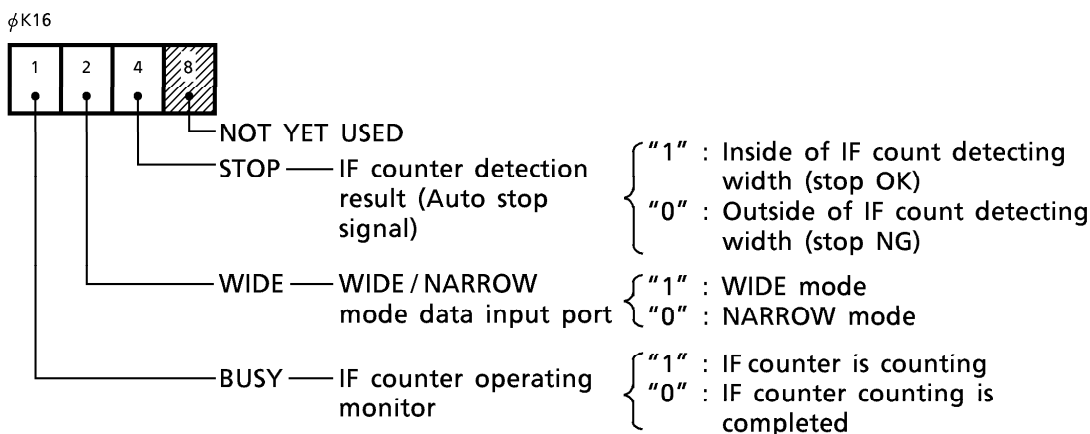 ϕK16
1 2 4 8
NOT YET USED
STOP IF counter detection result (Auto stop signal)
"1" : Inside of IF count detecting width (stop OK)
"0" : Outside of IF count detecting width (stop NG)
WIDE WIDE / NARROW mode data input port
"1" : WIDE mode
"0" : NARROW mode
BUSY IF counter operating monitor
"1" : IF counter is counting
"0" : IF counter counting is completed